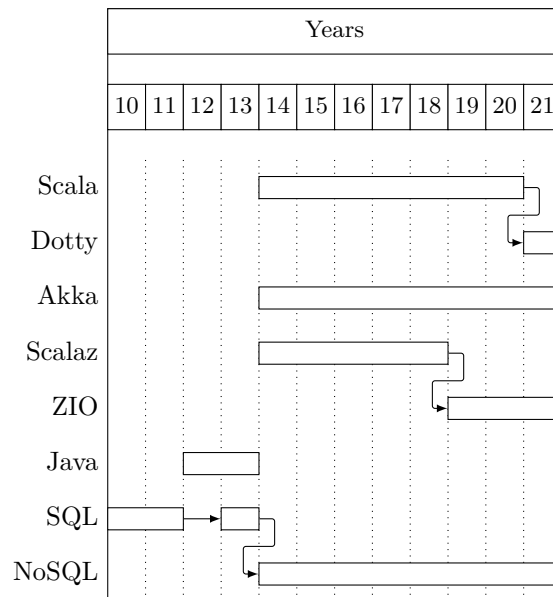 Years
10 11 12 13 14 15 16 17 18 19 20 21
Scala
Dotty
Akka
Scalaz
ZIO
Java
SQL
NoSQL